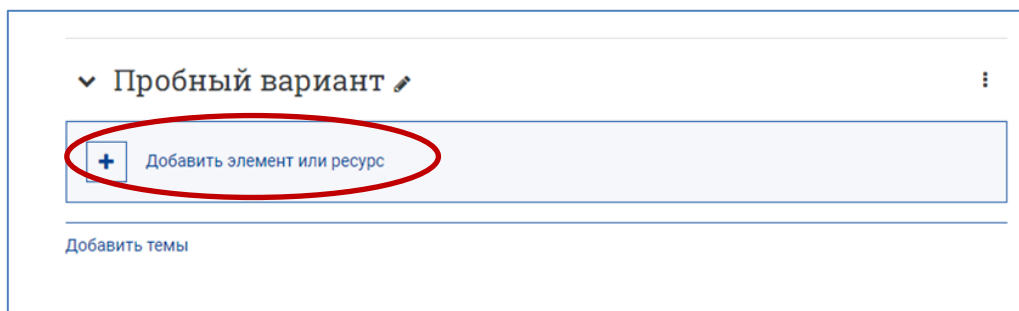 Пробный вариант
Добавить элемент или ресурс
Добавить темы